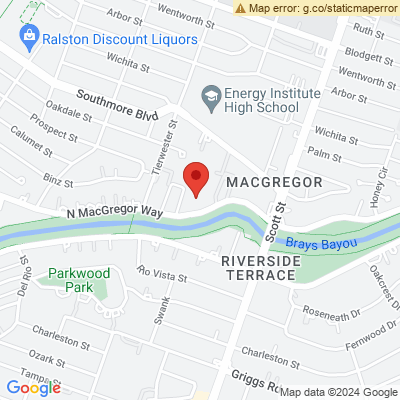 Map error: g.co/staticmaperror
Wentworth St
Ruth St
Arbor St
Ralston Discount Liquors
Blodgett St
Wichita St
Wentworth St
Southmore Blvd
Energy Institute
High School
Arbor St
Oakdale St
Prospect St
Tierwester St
Wichita St
Calumet St
Palm St
Binz St
MACGREGOR
Honey Cir
N MacGregor Way
Scott St
Brays Bayou
RIVERSIDE
TERRACE
Del Rio St
Parkwood
Park
Rio Vista St
Oakcrest D
Swank
Roseneath Dr
Fernwood Dr
Charleston St
Ozark St
Charleston St
Tampa St
Griggs Ro
Google
Map data ©2024 Google